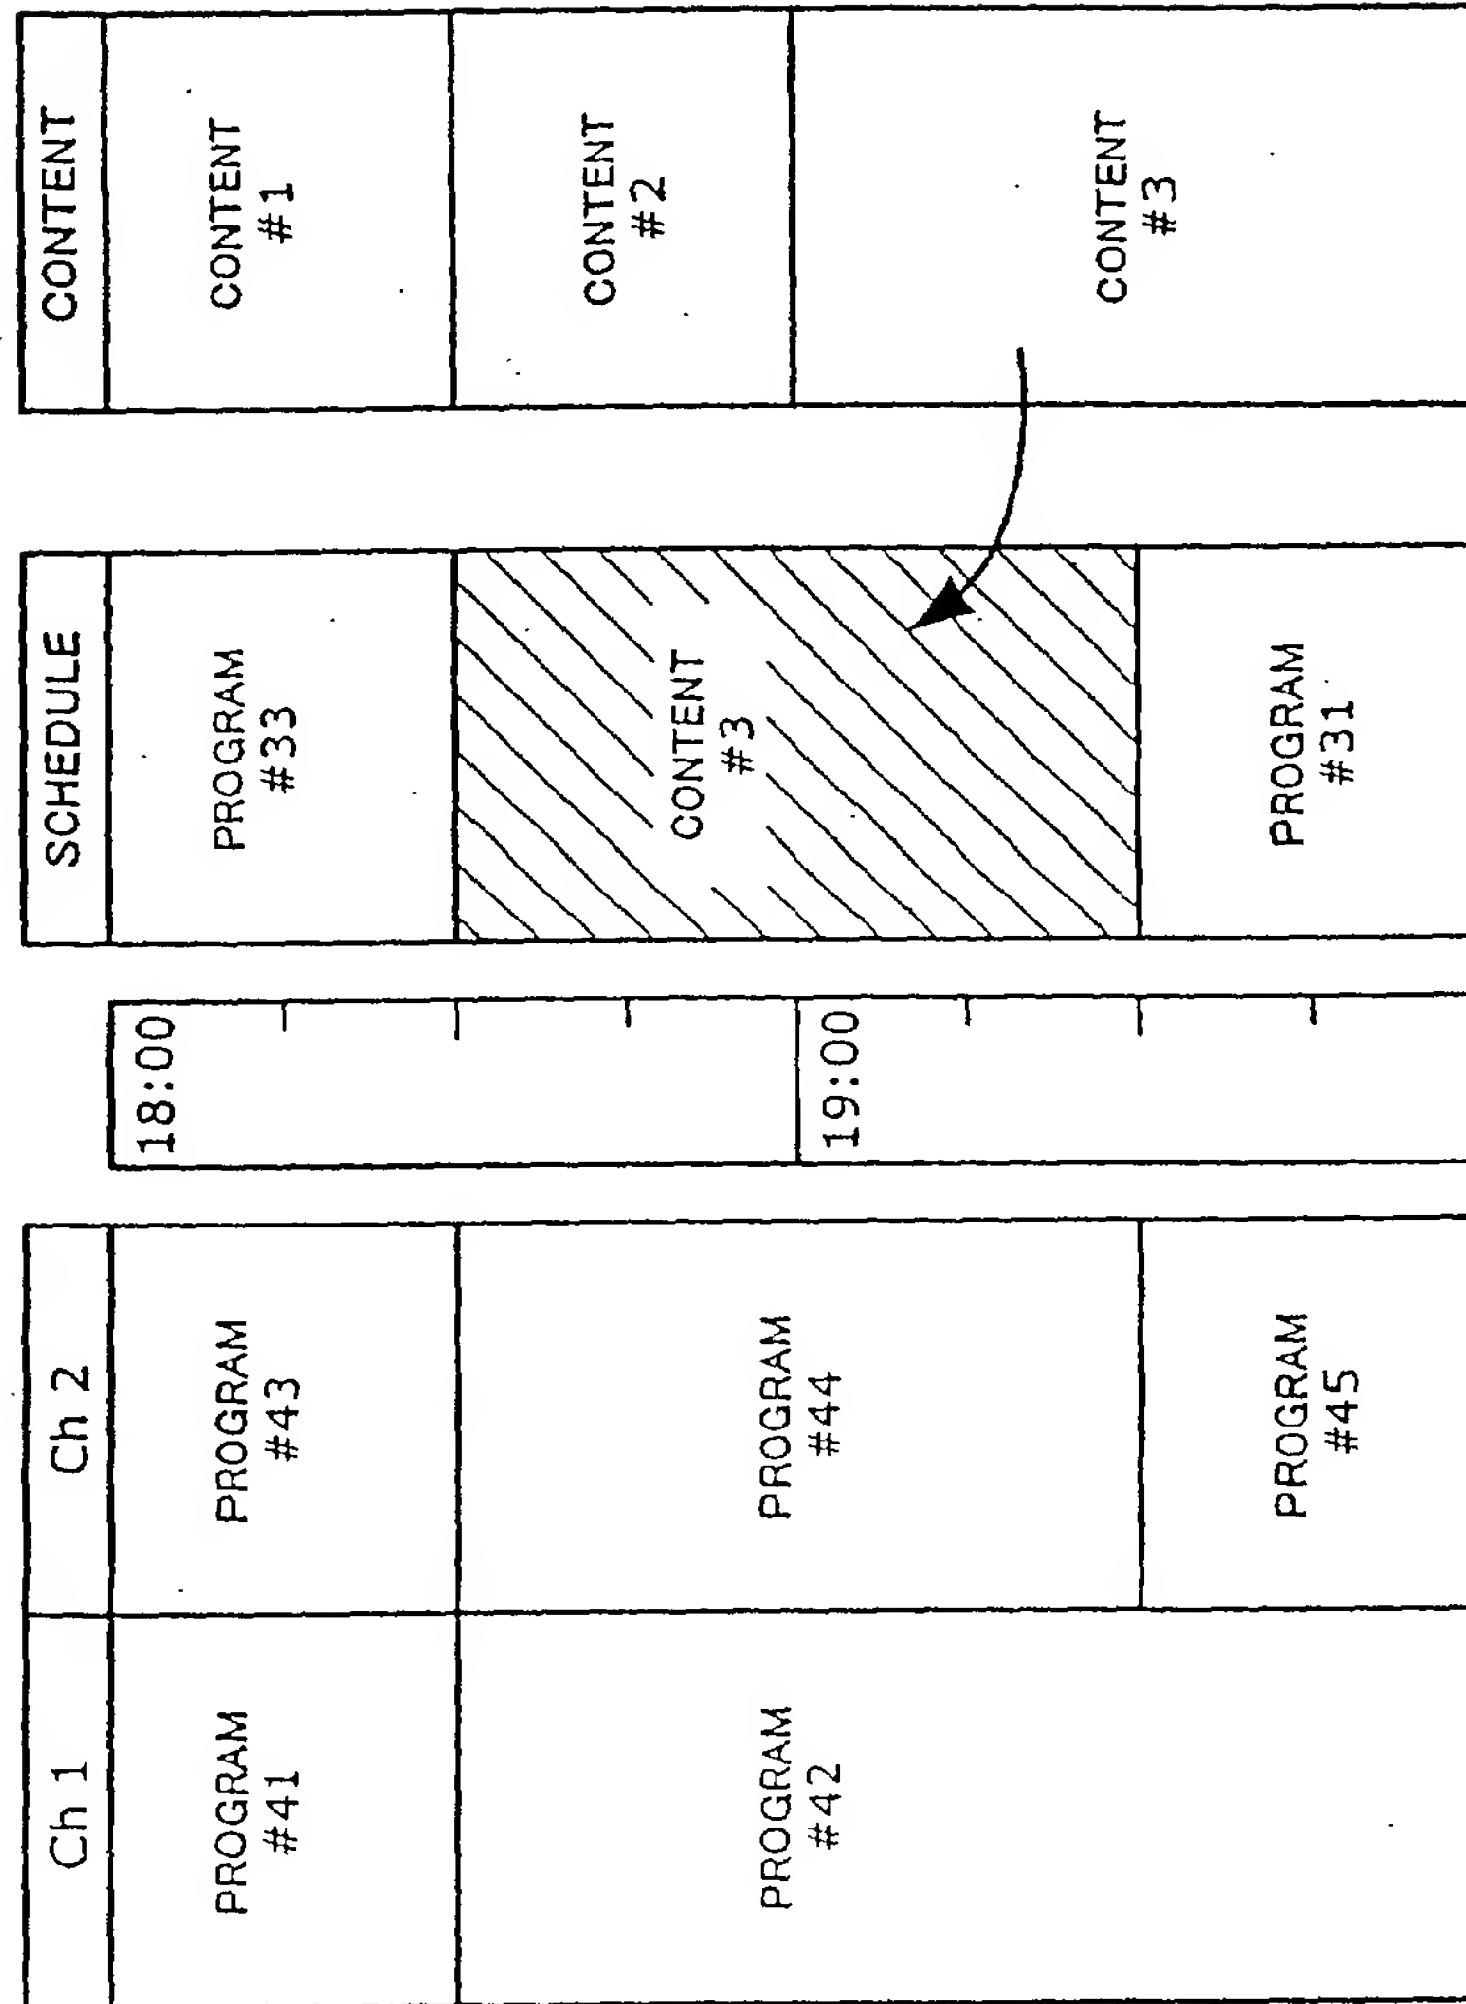 Ch 1
Ch 2
SCHEDULE
CONTENT
PROGRAM
#41
PROGRAM
#43
18:00
PROGRAM
#33
CONTENT
#1
CONTENT
#2
PROGRAM
#42
PROGRAM
#44
CONTENT
#3
19:00
CONTENT
#3
PROGRAM
#45
PROGRAM
#31